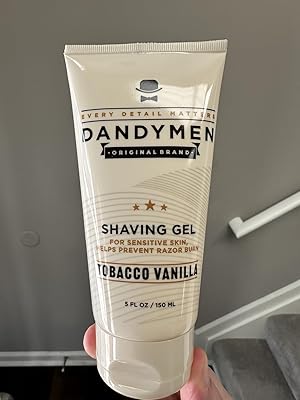 EVERY DETAIL MATTERS
DANDYMEN
• ORIGINAL BRAND •
SHAVING GEL
FOR SENSITIVE SKIN,
HELPS PREVENT RAZOR BURN
TOBACCO VANILLA
5 FL OZ / 150 ML